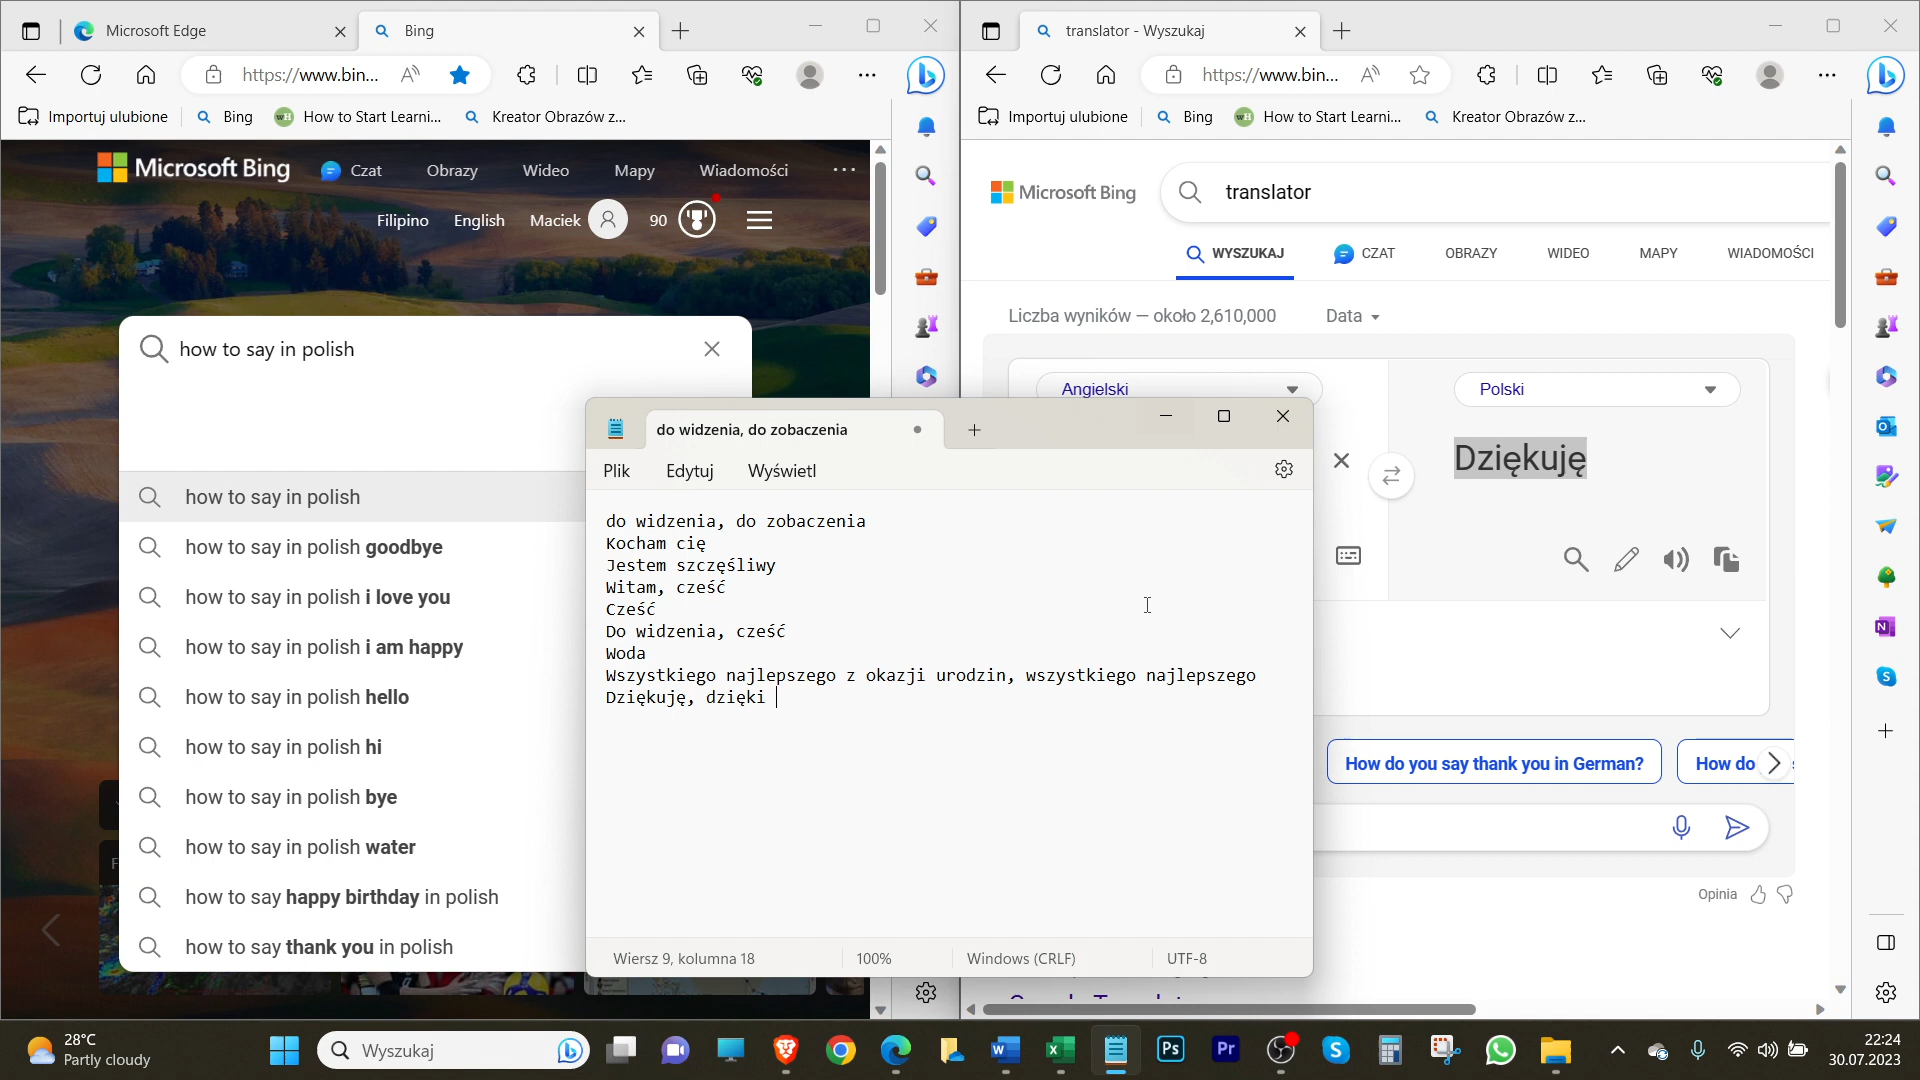 Microsoft Edge
Bing
https://www.bin...
Importuj ulubione
Bing
How to Start Learni...
Kreator Obrazów z...
Microsoft Bing
Czat
Obrazy
Wideo
Mapy
Wiadomości
Filipino
English
Maciek
90
how to say in polish
how to say in polish
how to say in polish goodbye
how to say in polish i love you
how to say in polish i am happy
how to say in polish hello
how to say in polish hi
how to say in polish bye
how to say in polish water
how to say happy birthday in polish
how to say thank you in polish
translator - Wyszukaj
https://www.bin...
Importuj ulubione
Bing
How to Start Learni...
Kreator Obrazów z...
Microsoft Bing
translator
WYSZUKAJ
CZAT
OBRAZY
WIDEO
MAPY
WIADOMOŚCI
Liczba wyników — około 2,610,000
Data
Angielski
Polski
Dziękuję
How do you say thank you in German?
How do
Opinia
do widzenia, do zobaczenia
Plik
Edytuj
Wyświetl
do widzenia, do zobaczenia
Kocham cię
Jestem szczęśliwy
Witam, cześć
Cześć
Do widzenia, cześć
Woda
Wszystkiego najlepszego z okazji urodzin, wszystkiego najlepszego
Dziękuję, dzięki
Wiersz 9, kolumna 18
100%
Windows (CRLF)
UTF-8
28°C
Partly cloudy
Wyszukaj
22:24
30.07.2023